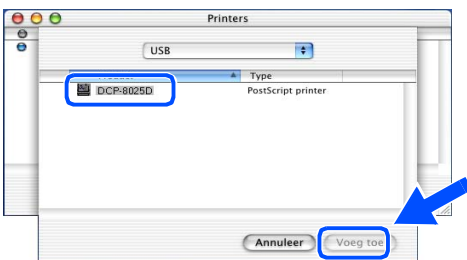 Printers
USB
Type
DCP-8025D PostScript printer
Annuleer Voeg toe